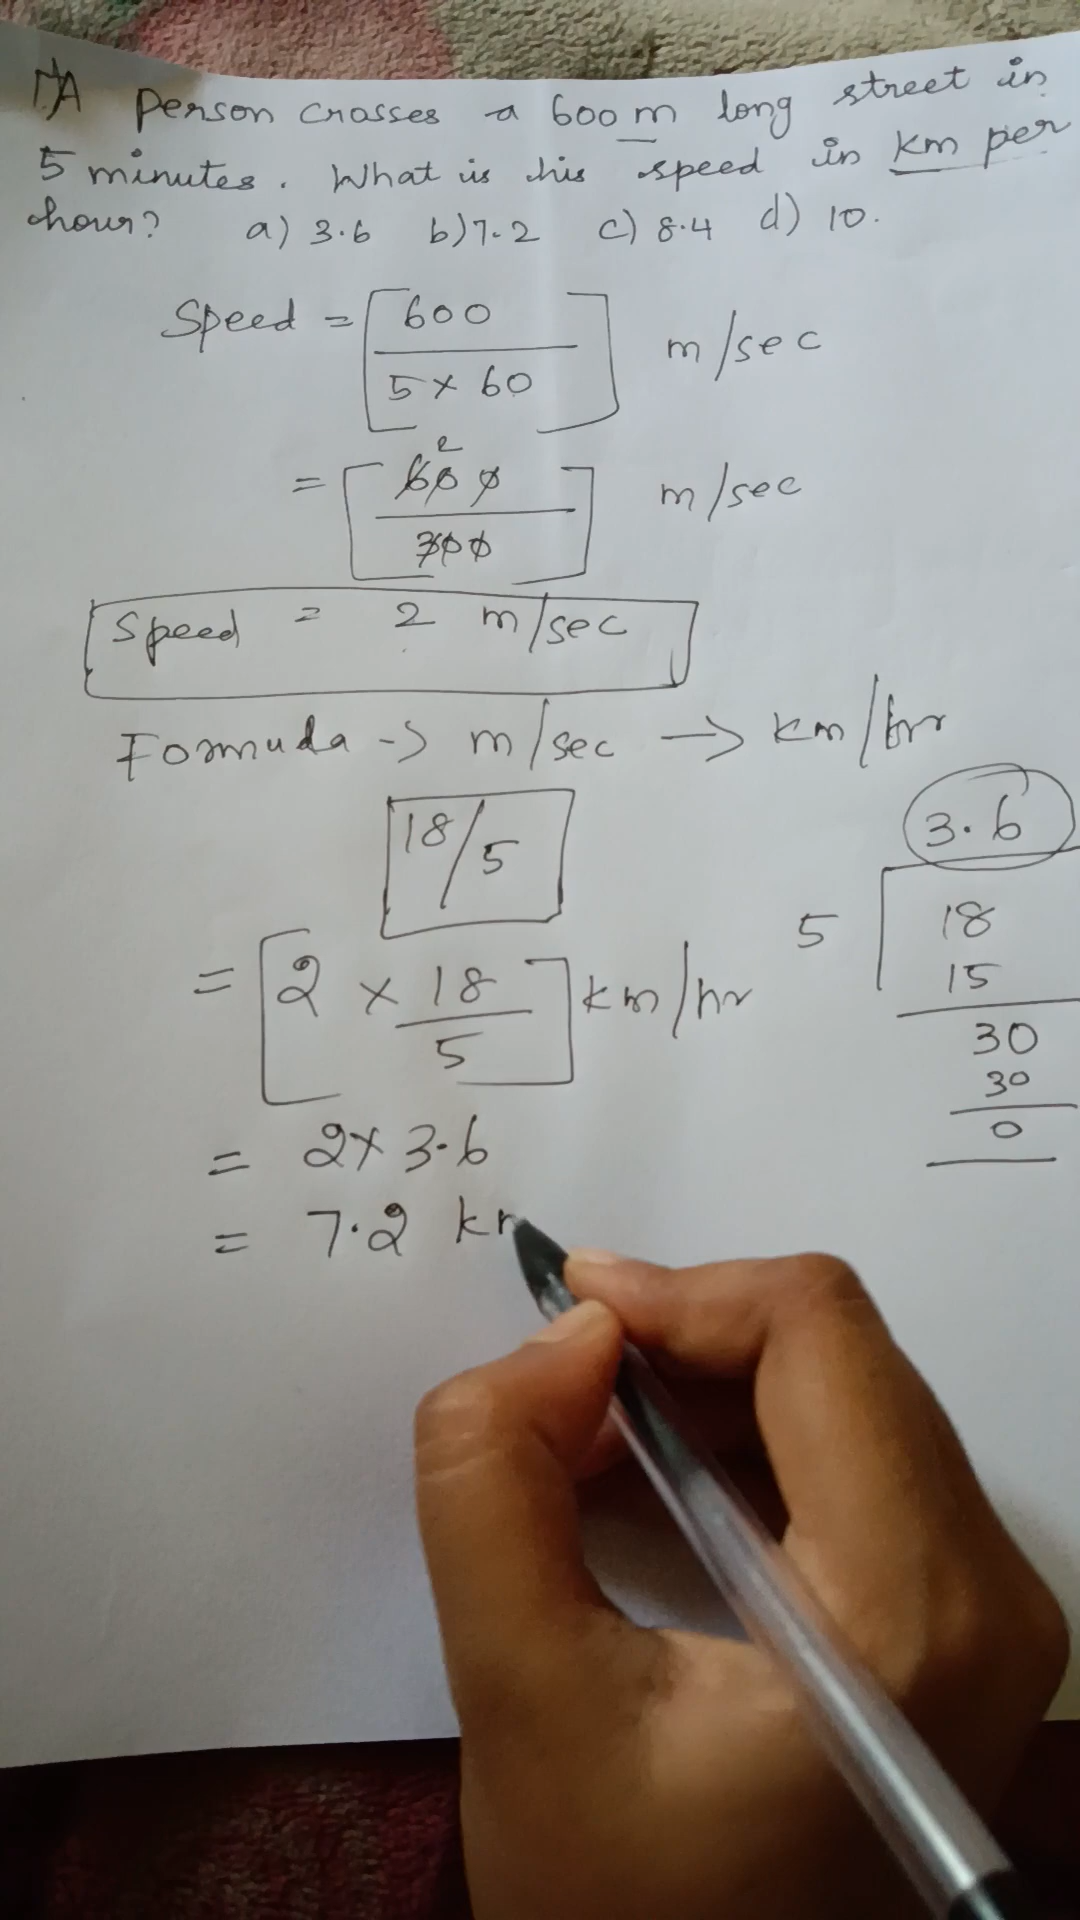 1) A person crosses a 600 m long street in
5 minutes. What is his speed in km per
hour? a) 3.6 b) 7.2 c) 8.4 d) 10.
Speed = [ 600 / 5 × 60 ] m/sec
= [ 600 / 300 ] 2 m/sec
Speed = 2 m/sec
Formuda -> m/sec -> km/hr
18/5
= [ 2 × 18 / 5 ] km/hr
= 2 × 3.6
= 7.2 km
3.6
5 18
15
30
30
0